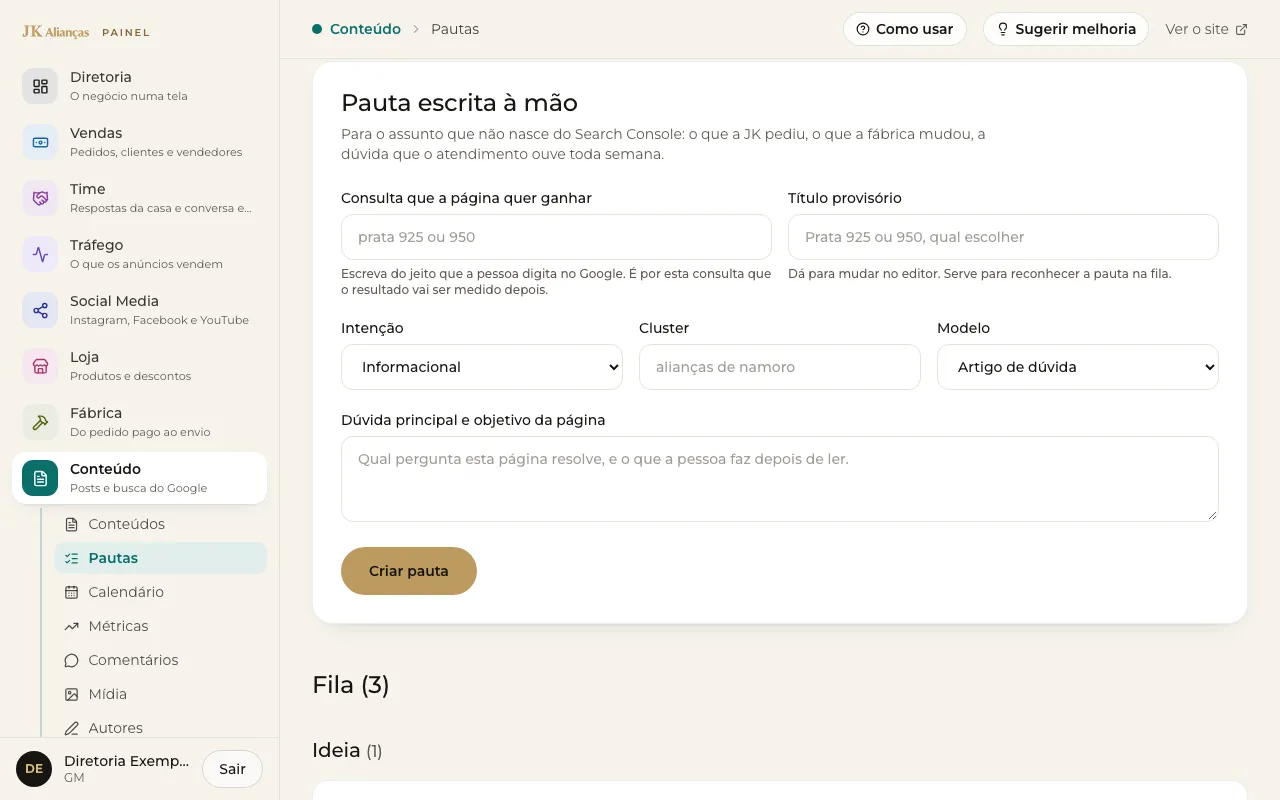 JK Alianças PAINEL
Diretoria
O negócio numa tela
Vendas
Pedidos, clientes e vendedores
Time
Respostas da casa e conversa e...
Tráfego
O que os anúncios vendem
Social Media
Instagram, Facebook e YouTube
Loja
Produtos e descontos
Fábrica
Do pedido pago ao envio
Conteúdo
Posts e busca do Google
Conteúdos
Pautas
Calendário
Métricas
Comentários
Mídia
Autores
DE
Diretoria Exemp...
GM
Sair
Conteúdo > Pautas
Como usar
Sugerir melhoria
Ver o site
Pauta escrita à mão
Para o assunto que não nasce do Search Console: o que a JK pediu, o que a fábrica mudou, a
dúvida que o atendimento ouve toda semana.
Consulta que a página quer ganhar
prata 925 ou 950
Escreva do jeito que a pessoa digita no Google. É por esta consulta que
o resultado vai ser medido depois.
Título provisório
Prata 925 ou 950, qual escolher
Dá para mudar no editor. Serve para reconhecer a pauta na fila.
Intenção
Informacional
Cluster
alianças de namoro
Modelo
Artigo de dúvida
Dúvida principal e objetivo da página
Qual pergunta esta página resolve, e o que a pessoa faz depois de ler.
Criar pauta
Fila (3)
Ideia (1)